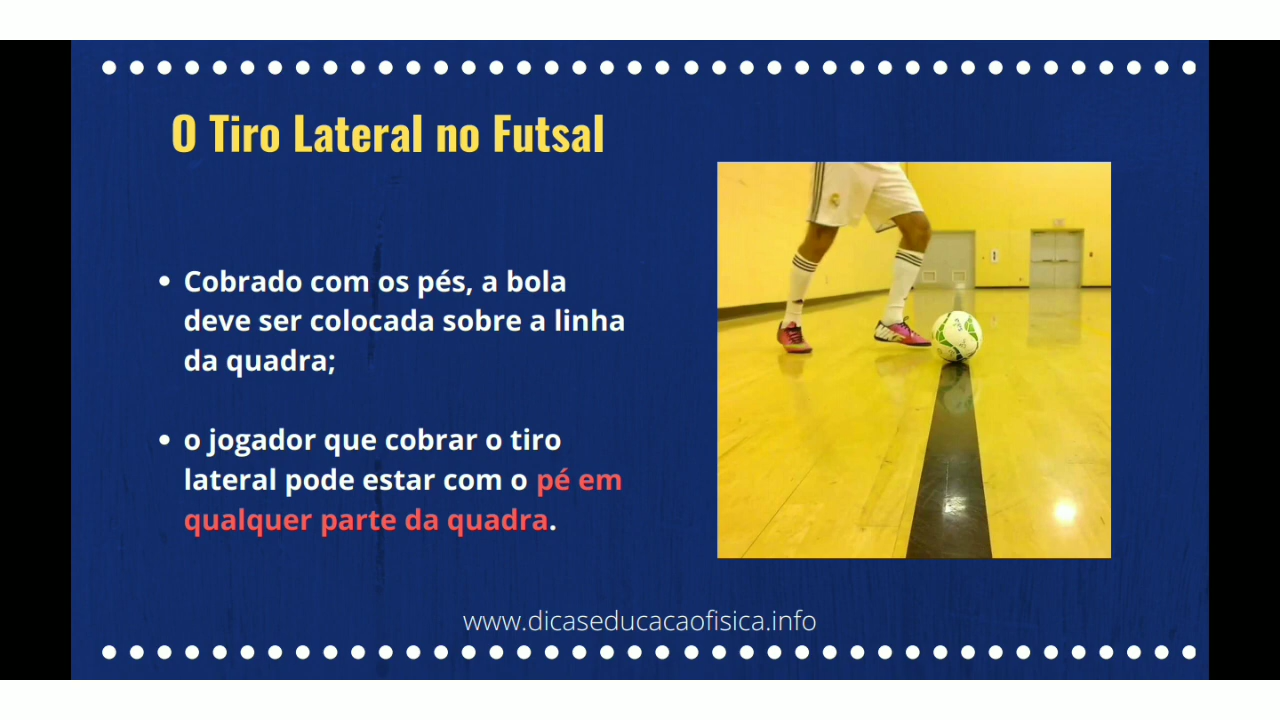 O Tiro Lateral no Futsal
• Cobrado com os pés, a bola
deve ser colocada sobre a linha
da quadra;
• o jogador que cobrar o tiro
lateral pode estar com o pé em
qualquer parte da quadra.
www.dicaseducacaofisica.info